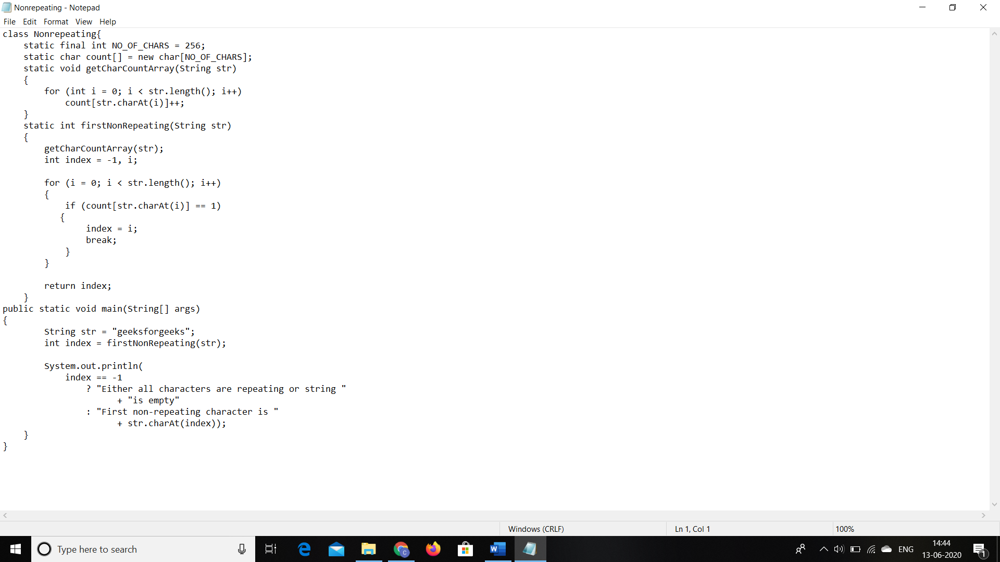 Nonrepeating - Notepad
File Edit Format View Help
class Nonrepeating{
    static final int NO_OF_CHARS = 256;
    static char count[] = new char[NO_OF_CHARS];
    static void getCharCountArray(String str)
    {
        for (int i = 0; i < str.length(); i++)
            count[str.charAt(i)]++;
    }
    static int firstNonRepeating(String str)
    {
        getCharCountArray(str);
        int index = -1, i;

        for (i = 0; i < str.length(); i++)
        {
            if (count[str.charAt(i)] == 1)
           {
                index = i;
                break;
            }
        }

        return index;
    }
public static void main(String[] args)
{
        String str = "geeksforgeeks";
        int index = firstNonRepeating(str);

        System.out.println(
            index == -1
                ? "Either all characters are repeating or string "
                      + "is empty"
                : "First non-repeating character is "
                      + str.charAt(index));
    }
}
Windows (CRLF) Ln 1, Col 1 100%
Type here to search
ENG
14:44
13-06-2020
1